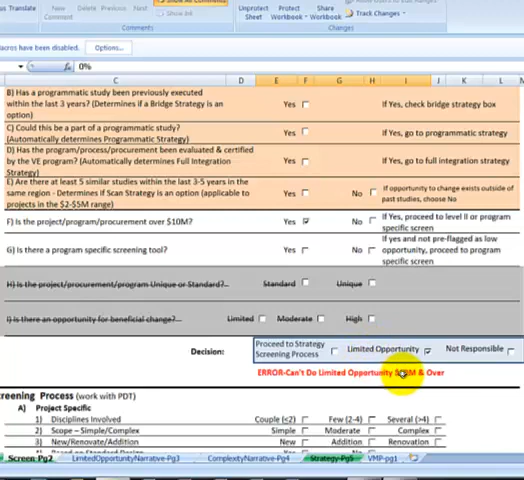 us Translate
New Comment
Delete
Previous
Next
Show All Comments
Show Ink
Comments
Unprotect Sheet
Protect Workbook
Share Workbook
Track Changes
Changes
acros have been disabled.
Options...
fx
0%
C D E F G H I J K L
B) Has a programmatic study been previously executed within the last 3 years? (Determines if a Bridge Strategy is an option)
Yes
If Yes, check bridge strategy box
C) Could this be a part of a programmatic study? (Automatically determines Programmatic Strategy)
Yes
If Yes, go to programmatic strategy
D) Has the program/process/procurement been evaluated & certified by the VE program? (Automatically determines Full Integration Strategy)
Yes
If Yes, go to full integration strategy
E) Are there at least 5 similar studies within the last 3-5 years in the same region - Determines if Scan Strategy is an option (applicable to projects in the $2-$5M range)
Yes
No
If opportunity to change exists outside of past studies, choose No
F) Is the project/program/procurement over $10M?
Yes
No
If Yes, proceed to level II or program specific screen
G) Is there a program specific screening tool?
Yes
No
If yes and not pre-flagged as low opportunity, proceed to program specific screen
H) Is the project/procurement/program Unique or Standard?
Standard
Unique
I) Is there an opportunity for beneficial change?
Limited
Moderate
High
Decision:
Proceed to Strategy Screening Process
Limited Opportunity
Not Responsible
ERROR-Can't Do Limited Opportunity & Over
reening Process (work with PDT)
A) Project Specific
1) Disciplines Involved
Couple (≤2)
Few (2-4)
Several (>4)
2) Scope – Simple/Complex
Simple
Moderate
Complex
3) New/Renovate/Addition
New
Addition
Renovation
Screen-Pg2
LimitedOpportunityNarrative-Pg3
ComplexityNarrative-Pg4
Strategy-Pg5
VMP-pg1